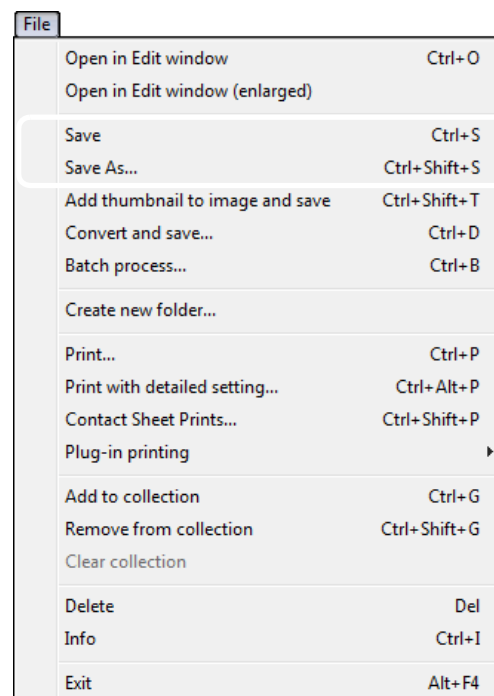 File
Open in Edit window Ctrl+O
Open in Edit window (enlarged)
Save Ctrl+S
Save As... Ctrl+Shift+S
Add thumbnail to image and save Ctrl+Shift+T
Convert and save... Ctrl+D
Batch process... Ctrl+B
Create new folder...
Print... Ctrl+P
Print with detailed setting... Ctrl+Alt+P
Contact Sheet Prints... Ctrl+Shift+P
Plug-in printing
Add to collection Ctrl+G
Remove from collection Ctrl+Shift+G
Clear collection
Delete Del
Info Ctrl+I
Exit Alt+F4